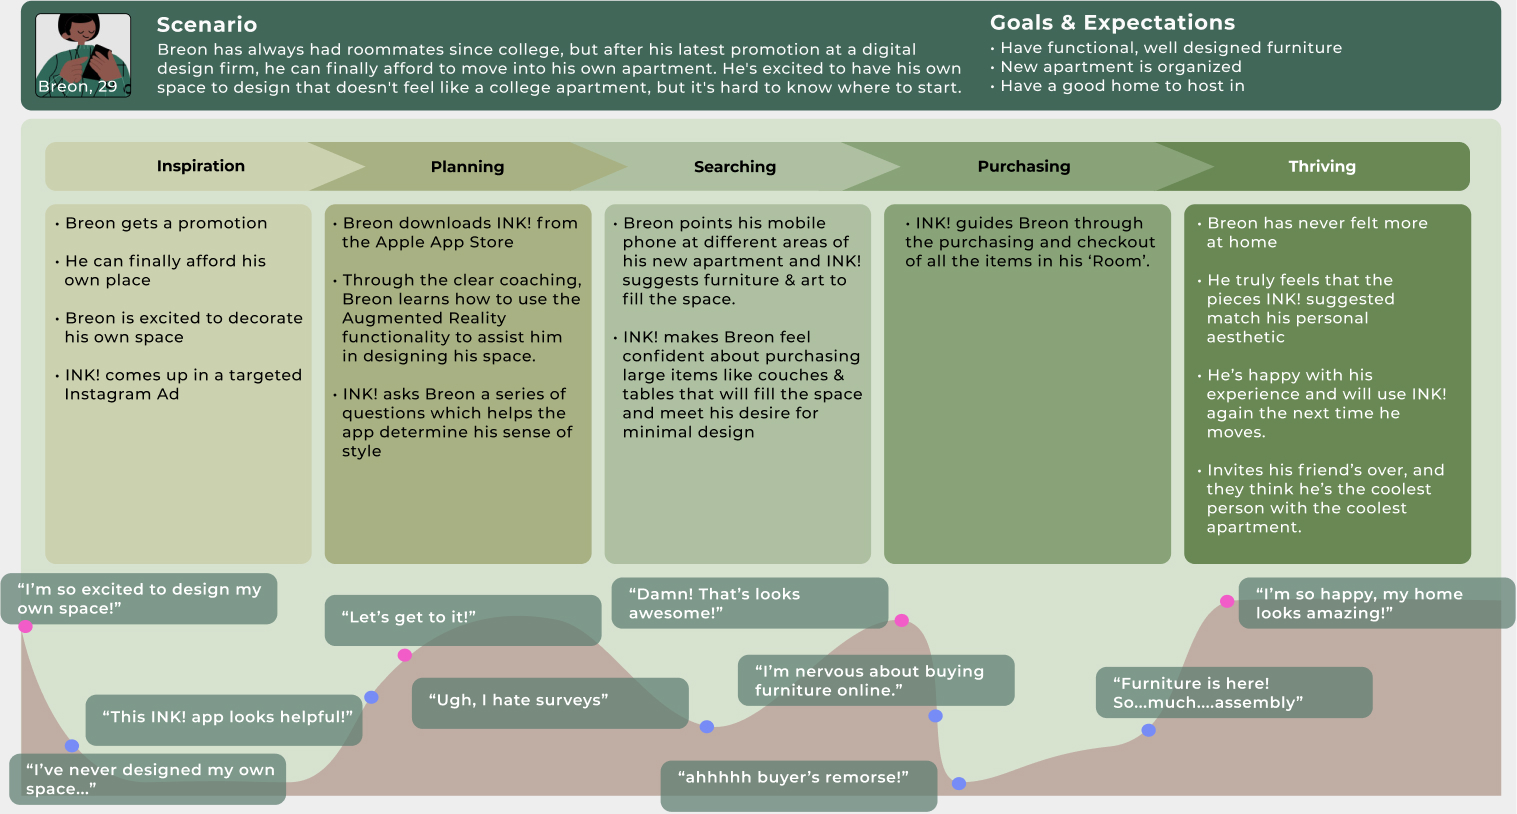 Breon, 29
Scenario
Breon has always had roommates since college, but after his latest promotion at a digital
design firm, he can finally afford to move into his own apartment. He's excited to have his own
space to design that doesn't feel like a college apartment, but it's hard to know where to start.
Goals & Expectations
• Have functional, well designed furniture
• New apartment is organized
• Have a good home to host in
Inspiration
Planning
Searching
Purchasing
Thriving
• Breon gets a promotion
• He can finally afford his
own place
• Breon is excited to decorate
his own space
• INK! comes up in a targeted
Instagram Ad
• Breon downloads INK! from
the Apple App Store
• Through the clear coaching,
Breon learns how to use the
Augmented Reality
functionality to assist him
in designing his space.
• INK! asks Breon a series of
questions which helps the
app determine his sense of
style
• Breon points his mobile
phone at different areas of
his new apartment and INK!
suggests furniture & art to
fill the space.
• INK! makes Breon feel
confident about purchasing
large items like couches &
tables that will fill the space
and meet his desire for
minimal design
• INK! guides Breon through
the purchasing and checkout
of all the items in his ‘Room’.
• Breon has never felt more
at home
• He truly feels that the
pieces INK! suggested
match his personal
aesthetic
• He’s happy with his
experience and will use INK!
again the next time he
moves.
• Invites his friend’s over, and
they think he’s the coolest
person with the coolest
apartment.
“I’m so excited to design my
own space!”
“I’ve never designed my own
space...”
“This INK! app looks helpful!”
“Let’s get to it!”
“Ugh, I hate surveys”
“Damn! That’s looks
awesome!”
“I’m nervous about buying
furniture online.”
“ahhhhh buyer’s remorse!”
“Furniture is here!
So...much....assembly”
“I’m so happy, my home
looks amazing!”